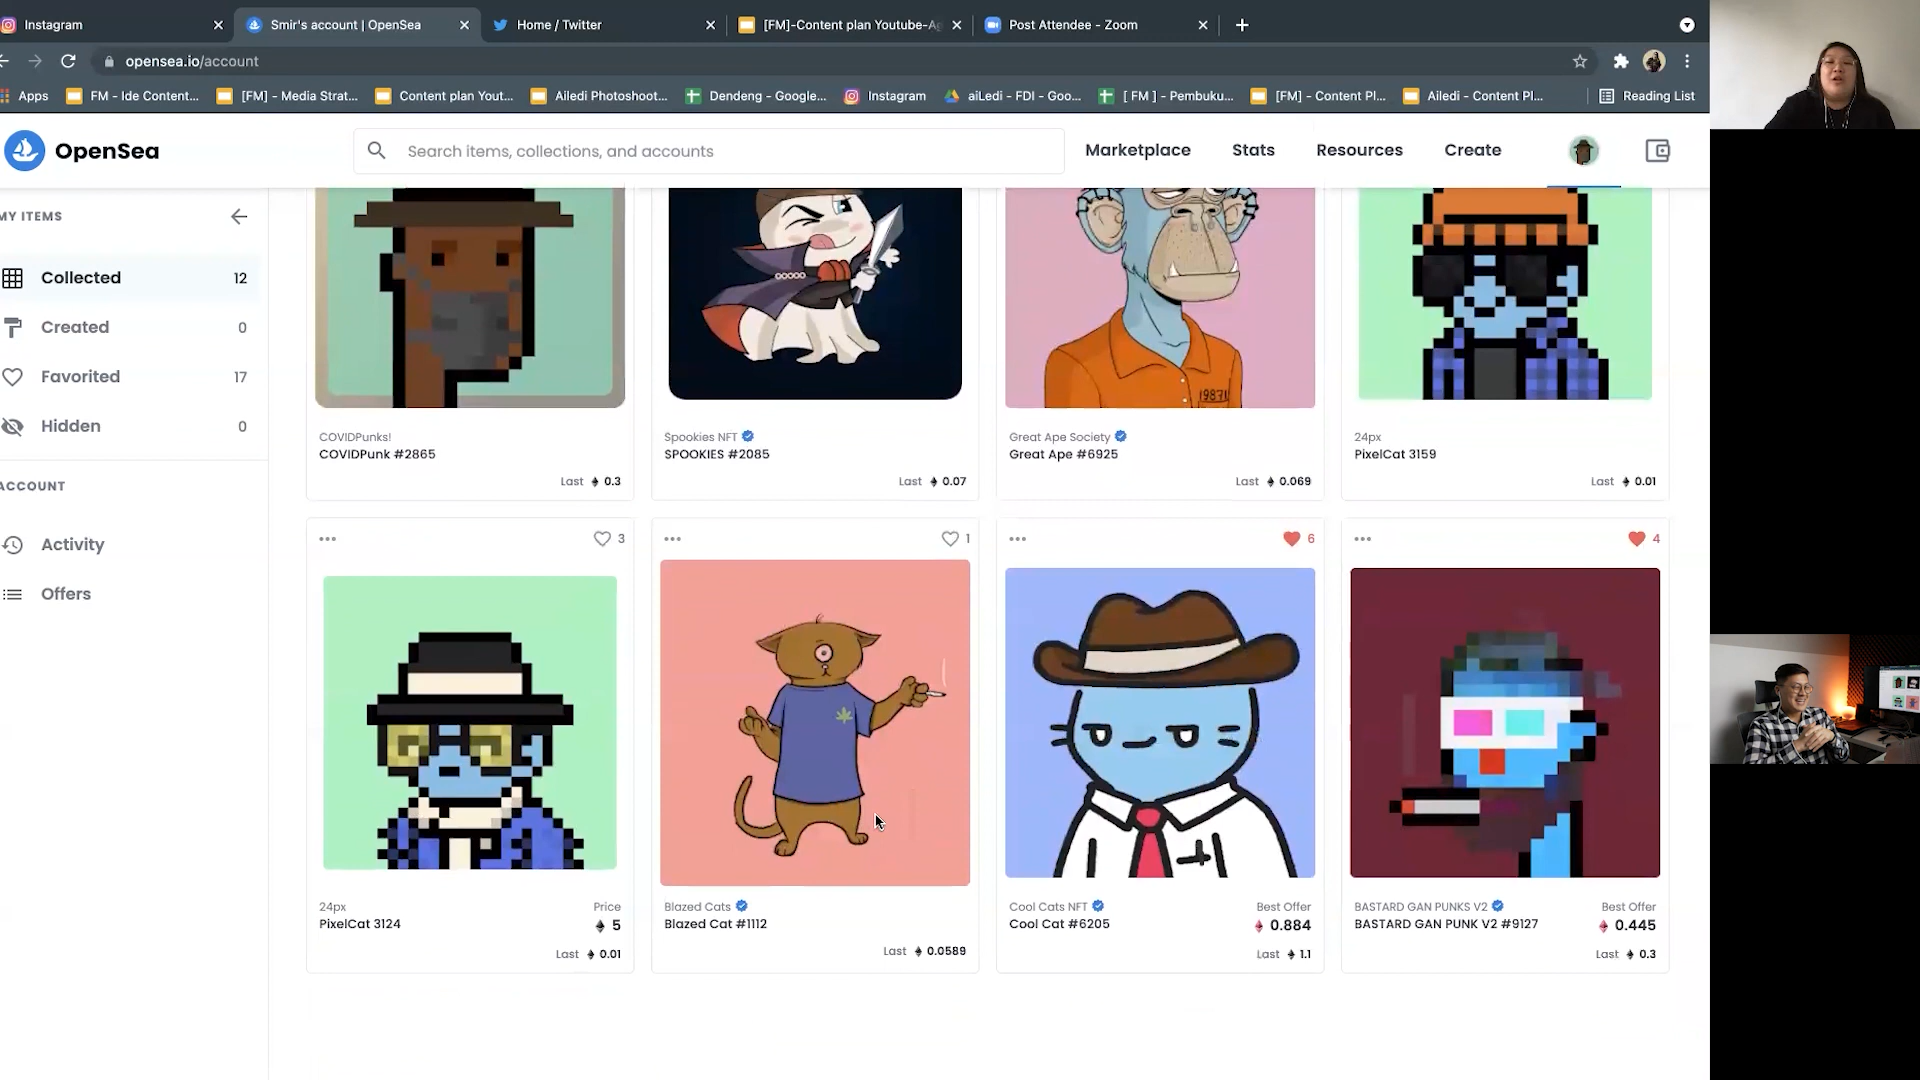 Instagram
Smir's account | OpenSea
Home / Twitter
[FM]-Content plan Youtube-Ag
Post Attendee - Zoom
opensea.io/account
Apps
FM - Ide Content...
[FM] - Media Strat...
Content plan Yout...
Ailedi Photoshoot...
Dendeng - Google...
Instagram
aiLedi - FDI - Goo...
[ FM ] - Pembuku...
[FM] - Content Pl...
Ailedi - Content Pl...
Reading List
OpenSea
Search items, collections, and accounts
Marketplace
Stats
Resources
Create
MY ITEMS
Collected 12
Created 0
Favorited 17
Hidden 0
ACCOUNT
Activity
Offers
19871
COVIDPunks!
COVIDPunk #2865
Last 0.3
Spookies NFT
SPOOKIES #2085
Last 0.07
Great Ape Society
Great Ape #6925
Last 0.069
24px
PixelCat 3159
Last 0.01
3
1
6
4
24px
Price
PixelCat 3124
5
Last 0.01
Blazed Cats
Blazed Cat #1112
Last 0.0589
Cool Cats NFT
Best Offer
Cool Cat #6205
0.884
Last 1.1
BASTARD GAN PUNKS V2
Best Offer
BASTARD GAN PUNK V2 #9127
0.445
Last 0.3